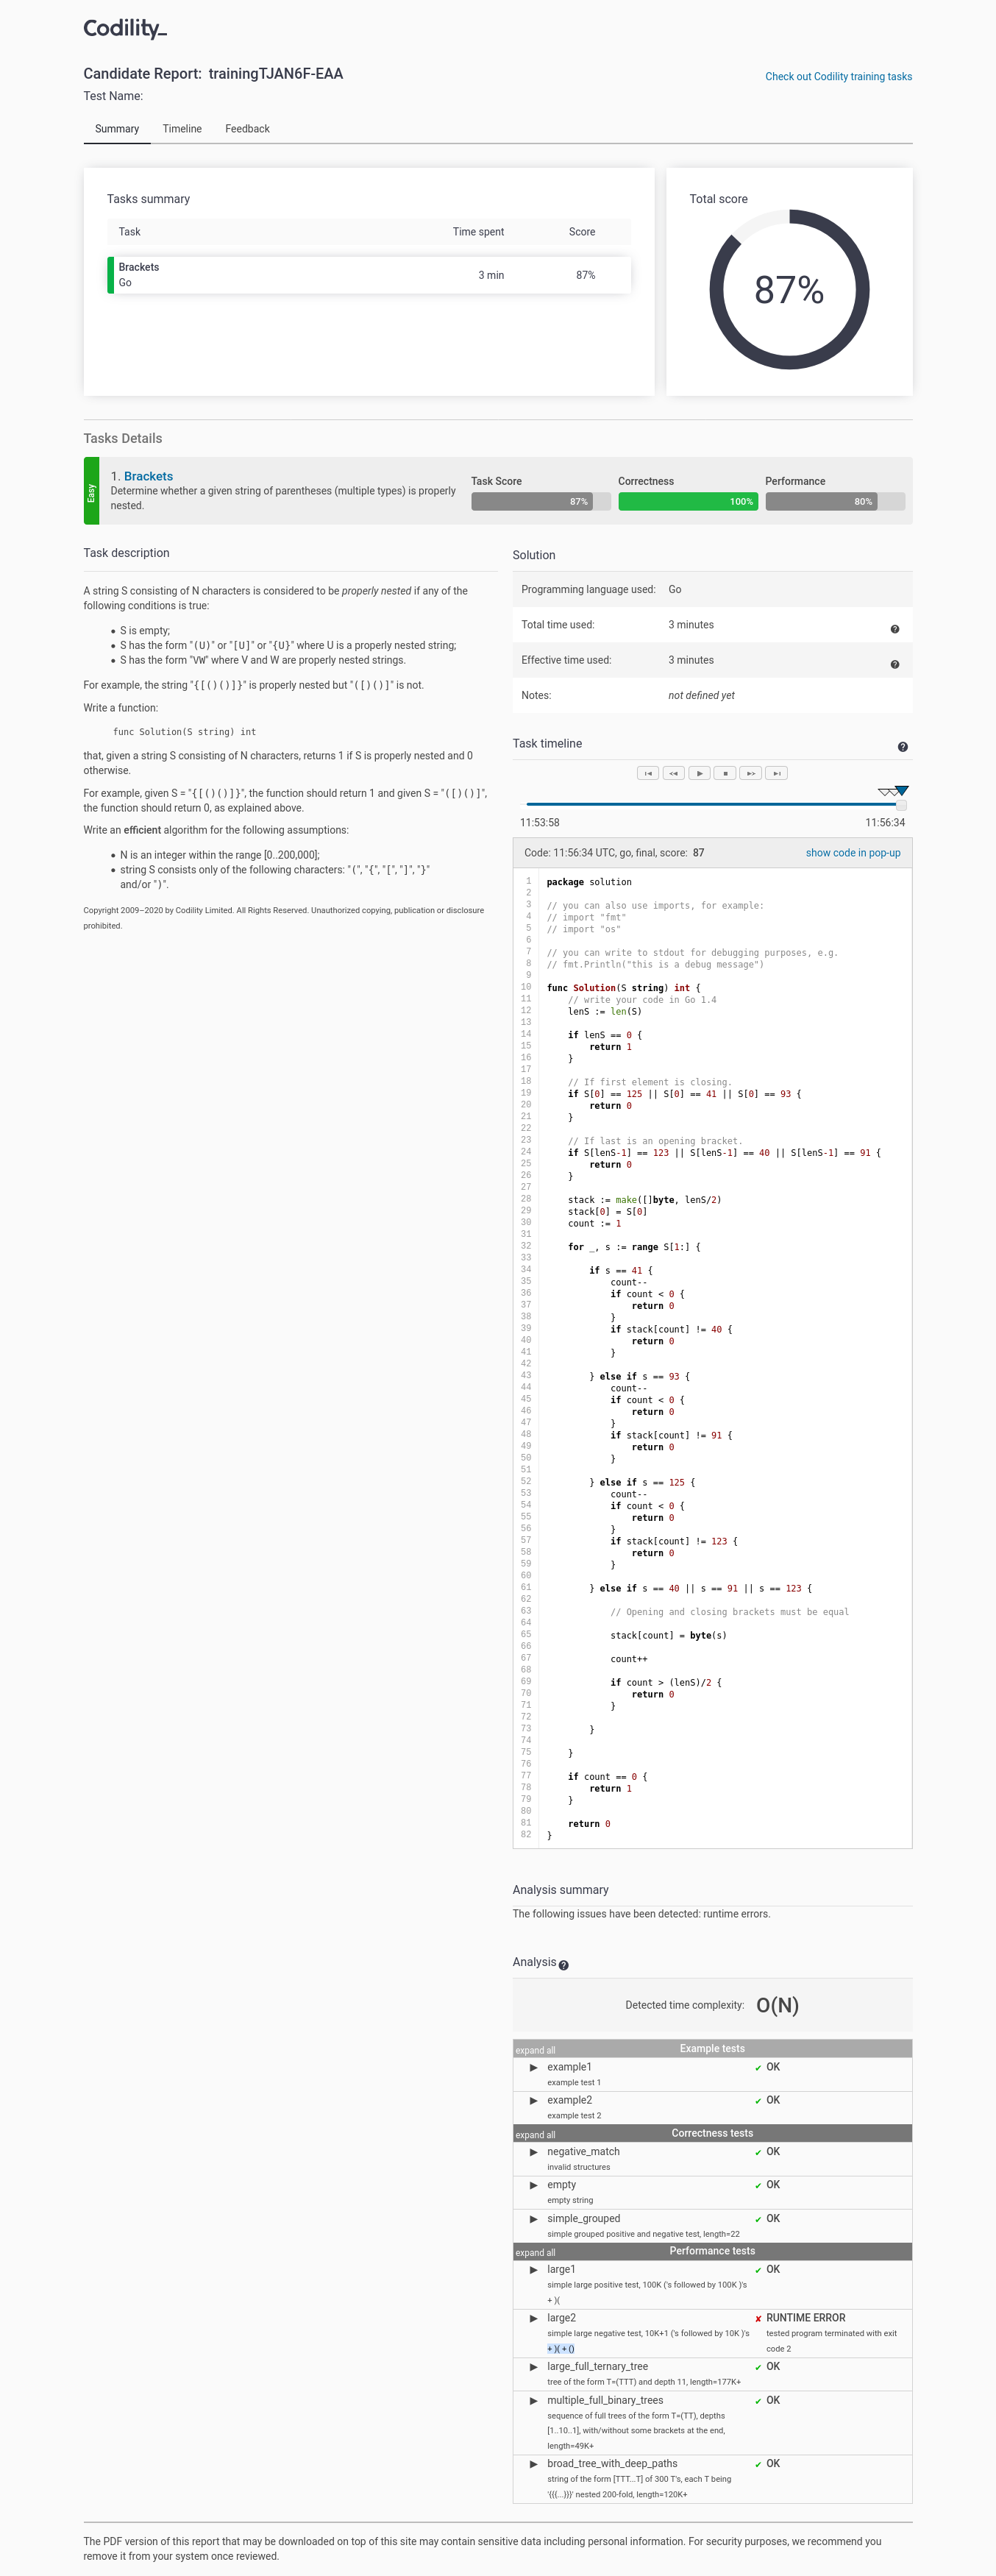 Codility_
Candidate Report: trainingTJAN6F-EAA
Check out Codility training tasks
Test Name:
Summary Timeline Feedback
Tasks summary
Task Time spent Score
Brackets
Go
3 min 87%
Total score
87%
Tasks Details
Easy
1. Brackets
Determine whether a given string of parentheses (multiple types) is properly
nested.
Task Score
87%
Correctness
100%
Performance
80%
Task description
A string S consisting of N characters is considered to be properly nested if any of the
following conditions is true:
• S is empty;
• S has the form "(U)" or "[U]" or "{U}" where U is a properly nested string;
• S has the form "VW" where V and W are properly nested strings.
For example, the string "{[()()]}" is properly nested but "([)()]" is not.
Write a function:
func Solution(S string) int
that, given a string S consisting of N characters, returns 1 if S is properly nested and 0
otherwise.
For example, given S = "{[()()]}", the function should return 1 and given S = "([)()]",
the function should return 0, as explained above.
Write an efficient algorithm for the following assumptions:
• N is an integer within the range [0..200,000];
• string S consists only of the following characters: "(", "{", "[", "]", "}"
and/or ")".
Copyright 2009–2020 by Codility Limited. All Rights Reserved. Unauthorized copying, publication or disclosure
prohibited.
Solution
Programming language used: Go
Total time used: 3 minutes
Effective time used: 3 minutes
Notes: not defined yet
Task timeline
11:53:58 11:56:34
Code: 11:56:34 UTC, go, final, score: 87
show code in pop-up
1 package solution
2
3 // you can also use imports, for example:
4 // import "fmt"
5 // import "os"
6
7 // you can write to stdout for debugging purposes, e.g.
8 // fmt.Println("this is a debug message")
9
10 func Solution(S string) int {
11 // write your code in Go 1.4
12 lenS := len(S)
13
14 if lenS == 0 {
15 return 1
16 }
17
18 // If first element is closing.
19 if S[0] == 125 || S[0] == 41 || S[0] == 93 {
20 return 0
21 }
22
23 // If last is an opening bracket.
24 if S[lenS-1] == 123 || S[lenS-1] == 40 || S[lenS-1] == 91 {
25 return 0
26 }
27
28 stack := make([]byte, lenS/2)
29 stack[0] = S[0]
30 count := 1
31
32 for _, s := range S[1:] {
33
34 if s == 41 {
35 count--
36 if count < 0 {
37 return 0
38 }
39 if stack[count] != 40 {
40 return 0
41 }
42
43 } else if s == 93 {
44 count--
45 if count < 0 {
46 return 0
47 }
48 if stack[count] != 91 {
49 return 0
50 }
51
52 } else if s == 125 {
53 count--
54 if count < 0 {
55 return 0
56 }
57 if stack[count] != 123 {
58 return 0
59 }
60
61 } else if s == 40 || s == 91 || s == 123 {
62
63 // Opening and closing brackets must be equal
64
65 stack[count] = byte(s)
66
67 count++
68
69 if count > (lenS)/2 {
70 return 0
71 }
72
73 }
74
75 }
76
77 if count == 0 {
78 return 1
79 }
80
81 return 0
82 }
Analysis summary
The following issues have been detected: runtime errors.
Analysis
Detected time complexity: O(N)
expand all Example tests
▶ example1 ✔ OK
example test 1
▶ example2 ✔ OK
example test 2
expand all Correctness tests
▶ negative_match ✔ OK
invalid structures
▶ empty ✔ OK
empty string
▶ simple_grouped ✔ OK
simple grouped positive and negative test, length=22
expand all Performance tests
▶ large1 ✔ OK
simple large positive test, 100K ('s followed by 100K )'s
+ )(
▶ large2 ✘ RUNTIME ERROR
simple large negative test, 10K+1 ('s followed by 10K )'s
+ )( + ()
tested program terminated with exit
code 2
▶ large_full_ternary_tree ✔ OK
tree of the form T=(TTT) and depth 11, length=177K+
▶ multiple_full_binary_trees ✔ OK
sequence of full trees of the form T=(TT), depths
[1..10..1], with/without some brackets at the end,
length=49K+
▶ broad_tree_with_deep_paths ✔ OK
string of the form [TTT...T] of 300 T's, each T being
'{{{...}}}' nested 200-fold, length=120K+
The PDF version of this report that may be downloaded on top of this site may contain sensitive data including personal information. For security purposes, we recommend you
remove it from your system once reviewed.